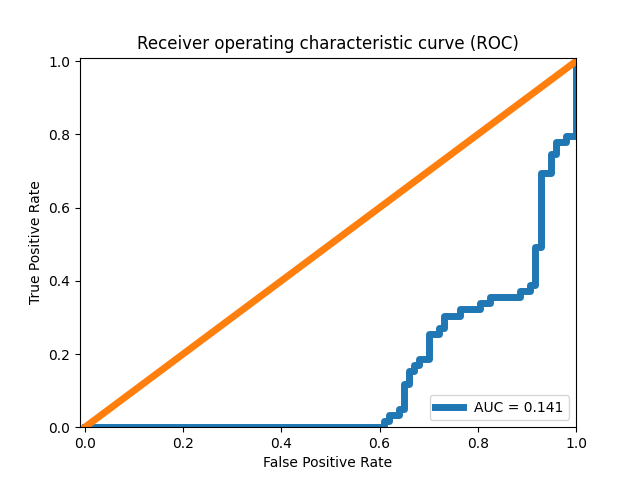 Receiver operating characteristic curve (ROC)
True Positive Rate
1.0
0.8
0.6
0.4
0.2
0.0
AUC = 0.141
0.0 0.2 0.4 0.6 0.8 1.0
False Positive Rate